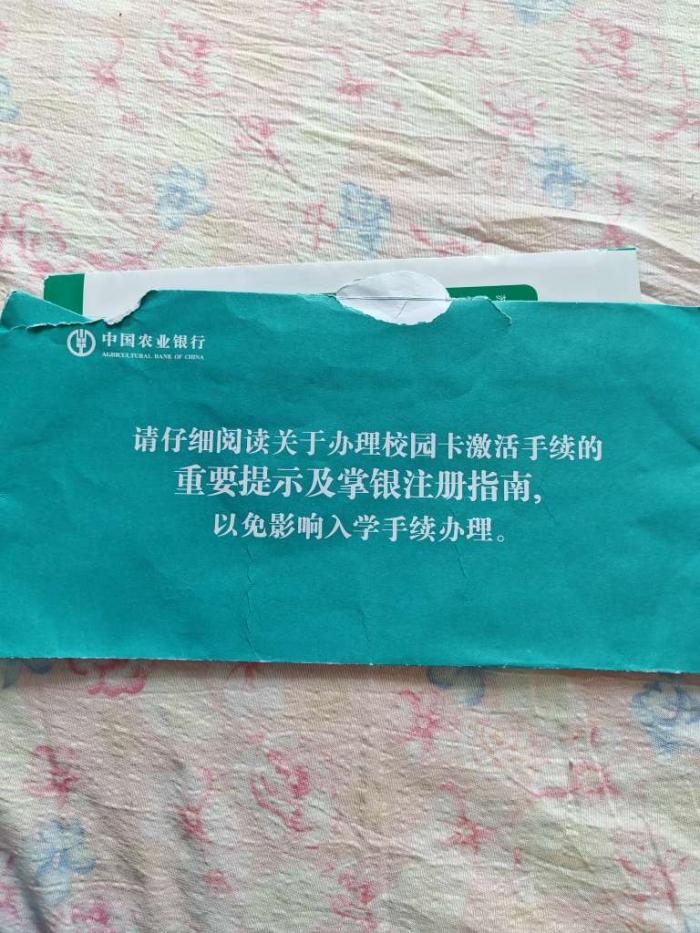 中国农业银行
AGRICULTURAL BANK OF CHINA
请仔细阅读关于办理校园卡激活手续的
重要提示及掌银注册指南，
以免影响入学手续办理。